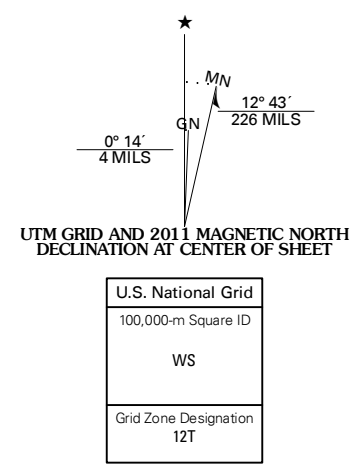 ★
MN
12° 43´
226 MILS
GN
0° 14´
4 MILS
UTM GRID AND 2011 MAGNETIC NORTH
DECLINATION AT CENTER OF SHEET
U.S. National Grid
100,000-m Square ID
WS
Grid Zone Designation
12T